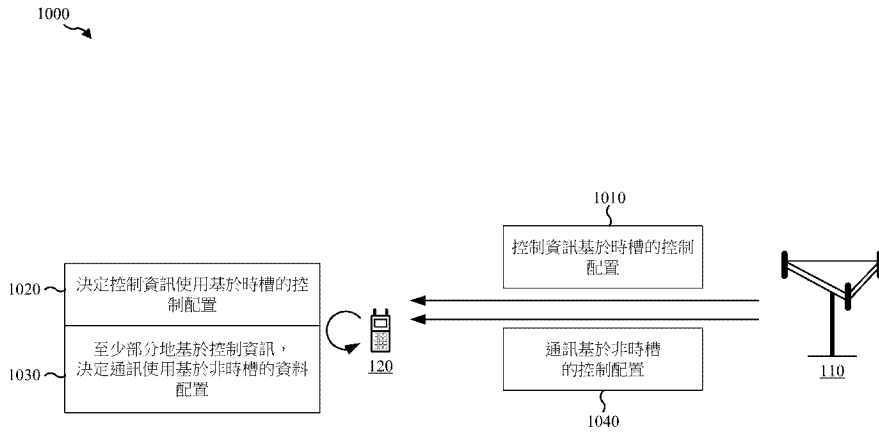 1000
1010
控制資訊基於時槽的控制
配置
1020
決定控制資訊使用基於時槽的控
制配置
1030
至少部分地基於控制資訊，
決定通訊使用基於非時槽的資料
配置
120
通訊基於非時槽
的控制配置
1040
110